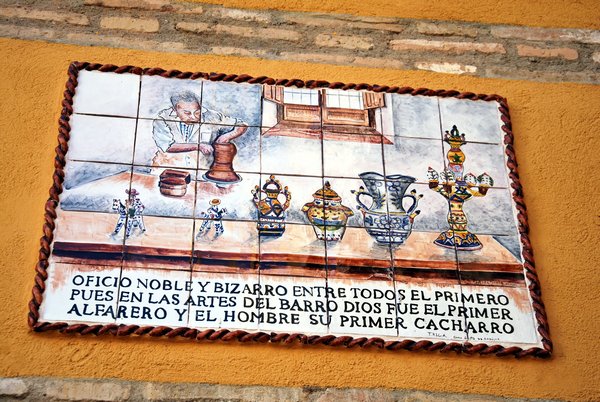 OFICIO NOBLE Y BIZARRO ENTRE TODOS EL PRIMERO
PUES EN LAS ARTES DEL BARRO DIOS FUE EL PRIMER
ALFARERO Y EL HOMBRE SU PRIMER CACHARRO